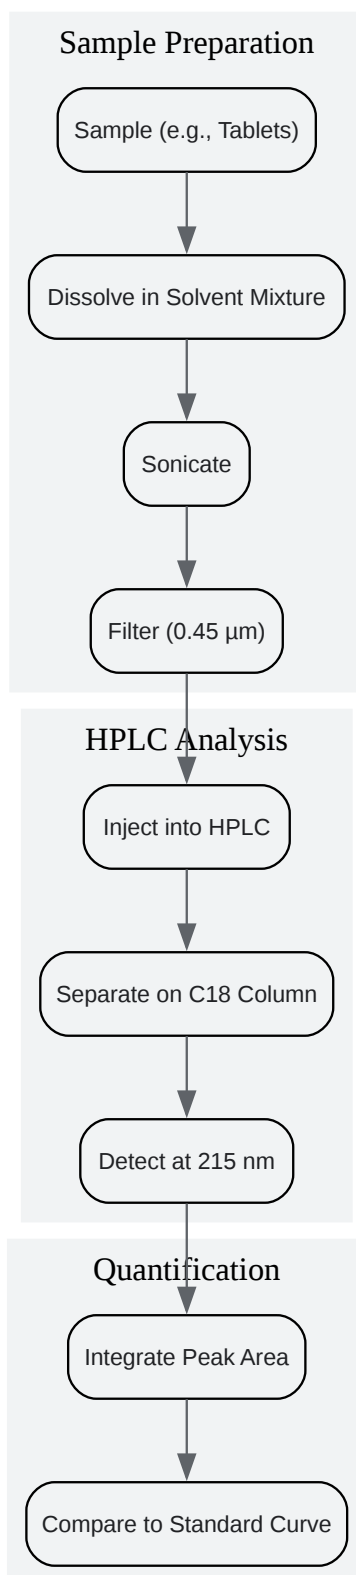 Sample Preparation
Sample (e.g., Tablets)
Dissolve in Solvent Mixture
Sonicate
Filter (0.45 µm)
HPLC Analysis
Inject into HPLC
Separate on C18 Column
Detect at 215 nm
Quantification
Integrate Peak Area
Compare to Standard Curve